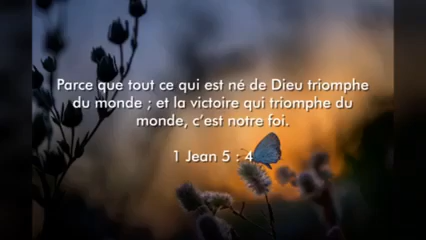 Parce que tout ce qui est né de Dieu triomphe
du monde ; et la victoire qui triomphe du
monde, c'est notre foi.
1 Jean 5 : 4